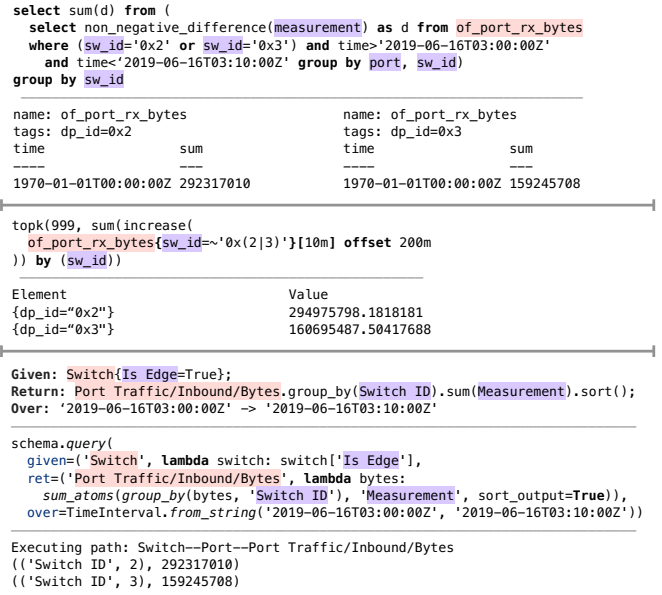 select sum(d) from (
select non_negative_difference(measurement) as d from of_port_rx_bytes
where (sw_id='0x2' or sw_id='0x3') and time>'2019-06-16T03:00:00Z'
and time<‘2019-06-16T03:10:00Z' group by port, sw_id)
group by sw_id
name: of_port_rx_bytes
tags: dp_id=0x2
time sum
---- ---
1970-01-01T00:00:00Z 292317010
name: of_port_rx_bytes
tags: dp_id=0x3
time sum
---- ---
1970-01-01T00:00:00Z 159245708
topk(999, sum(increase(
of_port_rx_bytes{sw_id=~'0x(2|3)'}[10m] offset 200m
)) by (sw_id))
Element Value
{dp_id=“0x2"} 294975798.1818181
{dp_id=“0x3"} 160695487.50417688
Given: Switch{Is Edge=True};
Return: Port Traffic/Inbound/Bytes.group_by(Switch ID).sum(Measurement).sort();
Over: ‘2019-06-16T03:00:00Z' -> '2019-06-16T03:10:00Z'
schema.query(
given=('Switch', lambda switch: switch['Is Edge'],
ret=('Port Traffic/Inbound/Bytes', lambda bytes:
sum_atoms(group_by(bytes, 'Switch ID'), 'Measurement', sort_output=True)),
over=TimeInterval.from_string('2019-06-16T03:00:00Z', '2019-06-16T03:10:00Z'))
Executing path: Switch--Port--Port Traffic/Inbound/Bytes
(('Switch ID', 2), 292317010)
(('Switch ID', 3), 159245708)